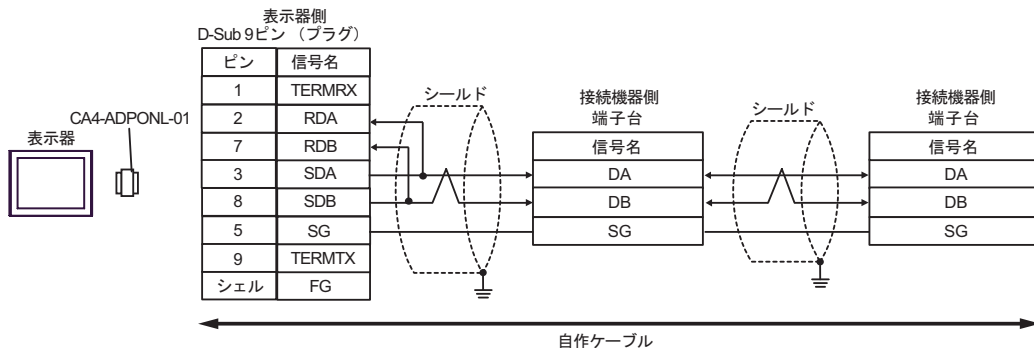 表示器側
D-Sub 9ピン （プラグ）
ピン 信号名
1 TERMRX
2 RDA
7 RDB
3 SDA
8 SDB
5 SG
9 TERMTX
シェル FG
CA4-ADPONL-01
表示器
シールド
接続機器側
端子台
信号名
DA
DB
SG
シールド
接続機器側
端子台
信号名
DA
DB
SG
自作ケーブル